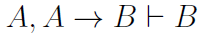 A, A → B ⊢ B